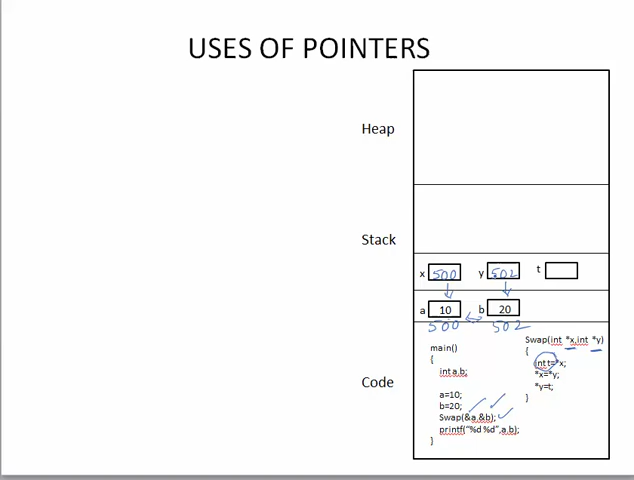 USES OF POINTERS
Heap
Stack
x 500 y 502 t
a 10 b 20
500 502
Code
main()
{
int a,b;
a=10;
b=20;
Swap(&a,&b);
printf("%d %d",a,b);
}
Swap(int *x,int *y)
{
int t=*x;
*x=*y;
*y=t;
}